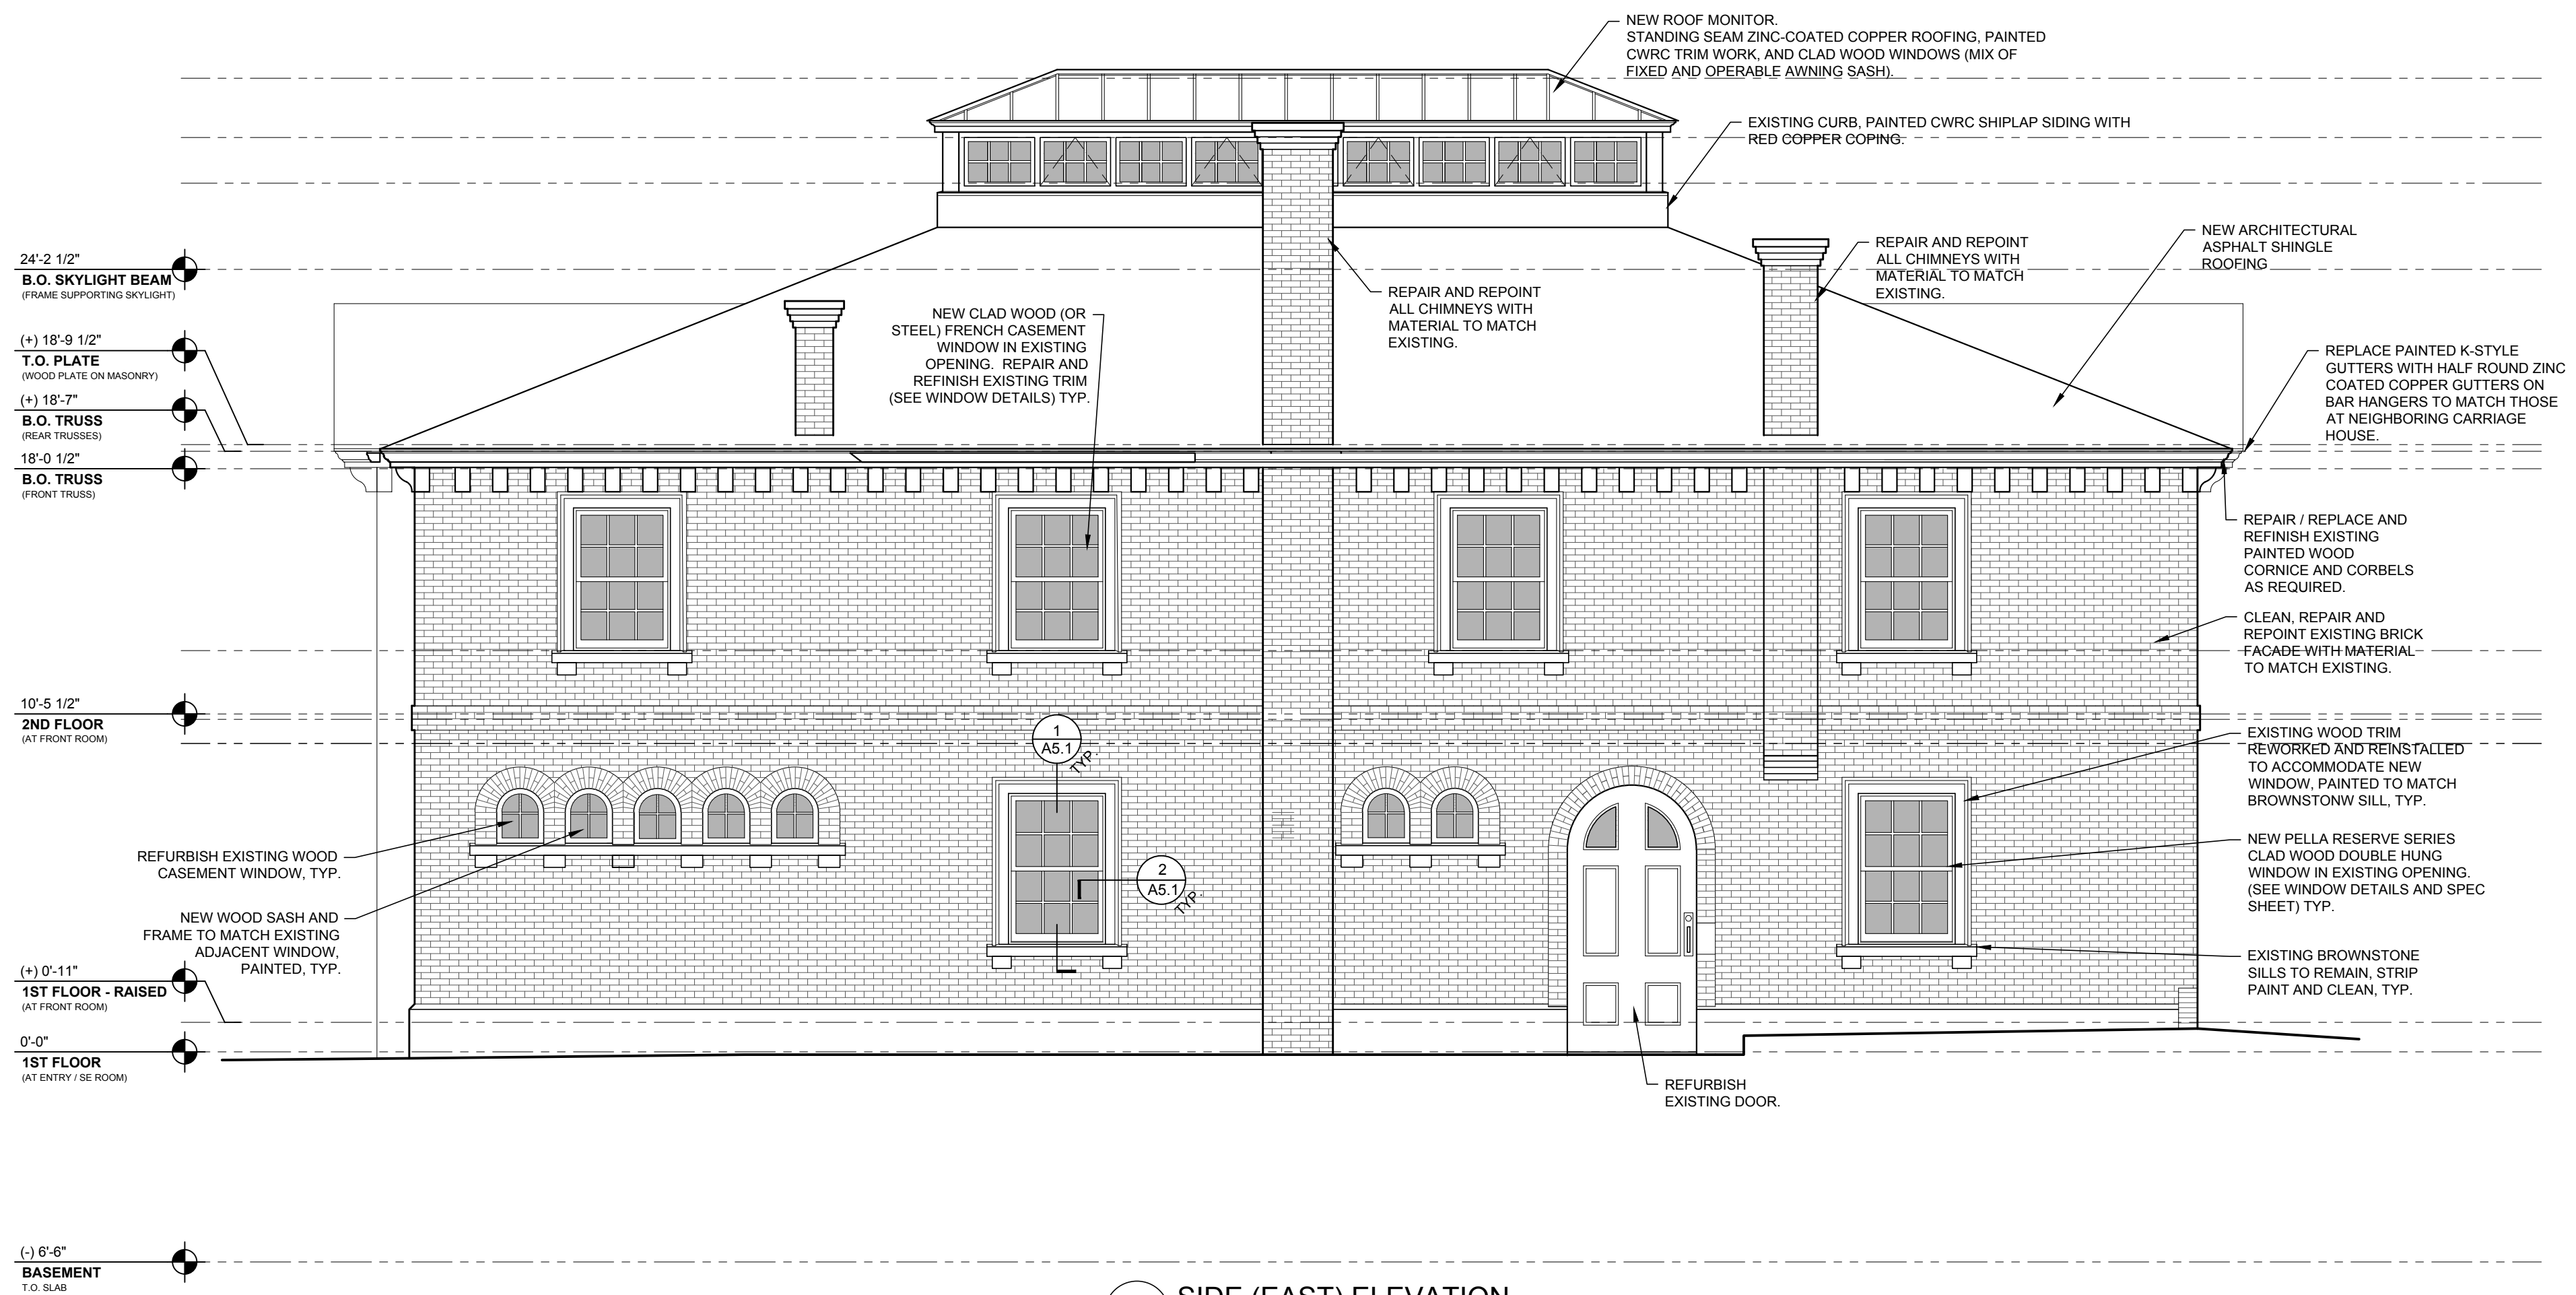 NEW ROOF MONITOR.
STANDING SEAM ZINC-COATED COPPER ROOFING, PAINTED
CWRC TRIM WORK, AND CLAD WOOD WINDOWS (MIX OF
FIXED AND OPERABLE AWNING SASH).
EXISTING CURB, PAINTED CWRC SHIPLAP SIDING WITH
RED COPPER COPING.
NEW ARCHITECTURAL
ASPHALT SHINGLE
ROOFING
REPAIR AND REPOINT
ALL CHIMNEYS WITH
MATERIAL TO MATCH
EXISTING.
REPAIR AND REPOINT
ALL CHIMNEYS WITH
MATERIAL TO MATCH
EXISTING.
NEW CLAD WOOD (OR
STEEL) FRENCH CASEMENT
WINDOW IN EXISTING
OPENING. REPAIR AND
REFINISH EXISTING TRIM
(SEE WINDOW DETAILS) TYP.
24'-2 1/2"
B.O. SKYLIGHT BEAM
(FRAME SUPPORTING SKYLIGHT)
(+) 18'-9 1/2"
T.O. PLATE
(WOOD PLATE ON MASONRY)
(+) 18'-7"
B.O. TRUSS
(REAR TRUSSES)
18'-0 1/2"
B.O. TRUSS
(FRONT TRUSS)
REPLACE PAINTED K-STYLE
GUTTERS WITH HALF ROUND ZINC
COATED COPPER GUTTERS ON
BAR HANGERS TO MATCH THOSE
AT NEIGHBORING CARRIAGE
HOUSE.
REPAIR / REPLACE AND
REFINISH EXISTING
PAINTED WOOD
CORNICE AND CORBELS
AS REQUIRED.
CLEAN, REPAIR AND
REPOINT EXISTING BRICK
FACADE WITH MATERIAL
TO MATCH EXISTING.
10'-5 1/2"
2ND FLOOR
(AT FRONT ROOM)
1
A5.1
TYP.
EXISTING WOOD TRIM
REWORKED AND REINSTALLED
TO ACCOMMODATE NEW
WINDOW, PAINTED TO MATCH
BROWNSTONW SILL, TYP.
NEW PELLA RESERVE SERIES
CLAD WOOD DOUBLE HUNG
WINDOW IN EXISTING OPENING.
(SEE WINDOW DETAILS AND SPEC
SHEET) TYP.
2
A5.1
TYP.
REFURBISH EXISTING WOOD
CASEMENT WINDOW, TYP.
NEW WOOD SASH AND
FRAME TO MATCH EXISTING
ADJACENT WINDOW,
PAINTED, TYP.
EXISTING BROWNSTONE
SILLS TO REMAIN, STRIP
PAINT AND CLEAN, TYP.
(+) 0'-11"
1ST FLOOR - RAISED
(AT FRONT ROOM)
0'-0"
1ST FLOOR
(AT ENTRY / SE ROOM)
REFURBISH
EXISTING DOOR.
(-) 6'-6"
BASEMENT
T.O. SLAB
SIDE (EAST) ELEVATION